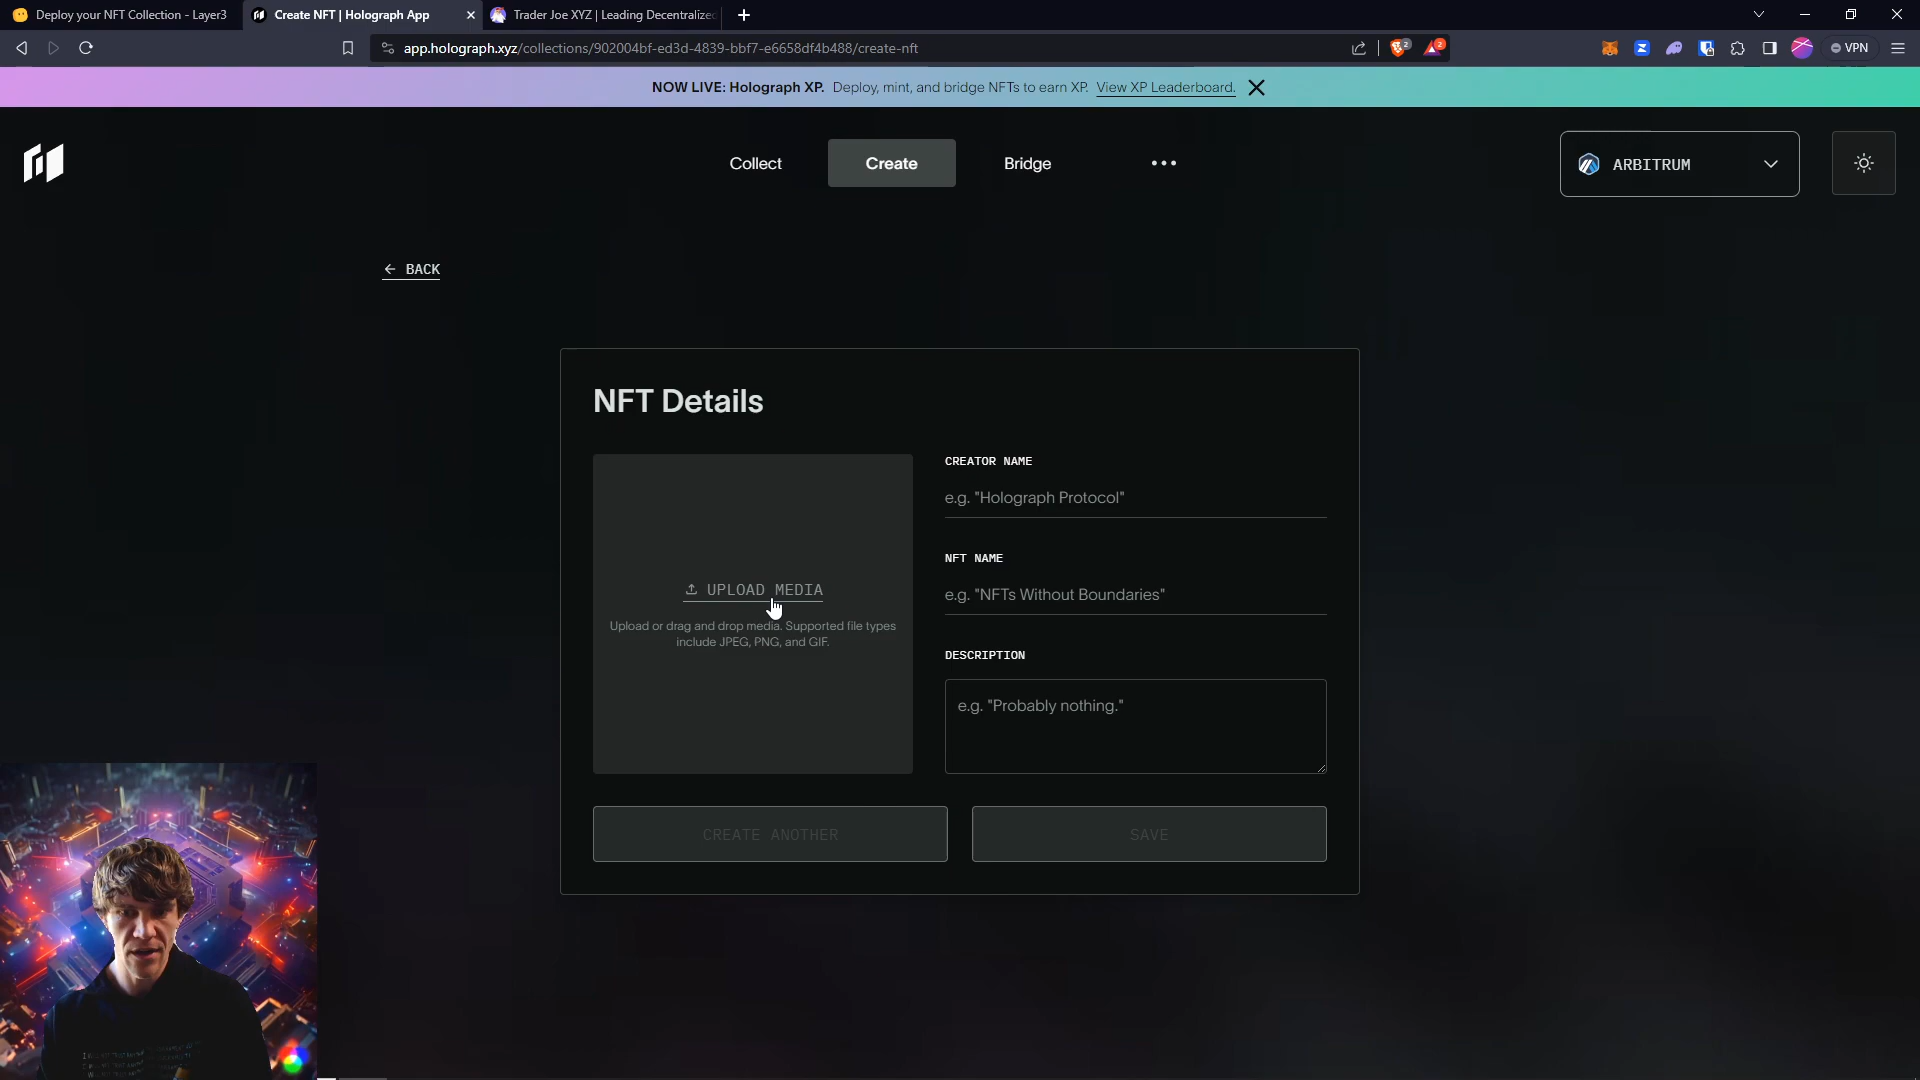 Deploy your NFT Collection - Layer3
Create NFT | Holograph App
Trader Joe XYZ | Leading Decentralized
app.holograph.xyz/collections/902004bf-ed3d-4839-bbf7-e6658df4b488/create-nft
2
2
VPN
NOW LIVE: Holograph XP. Deploy, mint, and bridge NFTs to earn XP. View XP Leaderboard.
Collect
Create
Bridge
ARBITRUM
← BACK
NFT Details
UPLOAD MEDIA
Upload or drag and drop media. Supported file types
include JPEG, PNG, and GIF.
CREATOR NAME
e.g. "Holograph Protocol"
NFT NAME
e.g. "NFTs Without Boundaries"
DESCRIPTION
e.g. "Probably nothing."
CREATE ANOTHER
SAVE